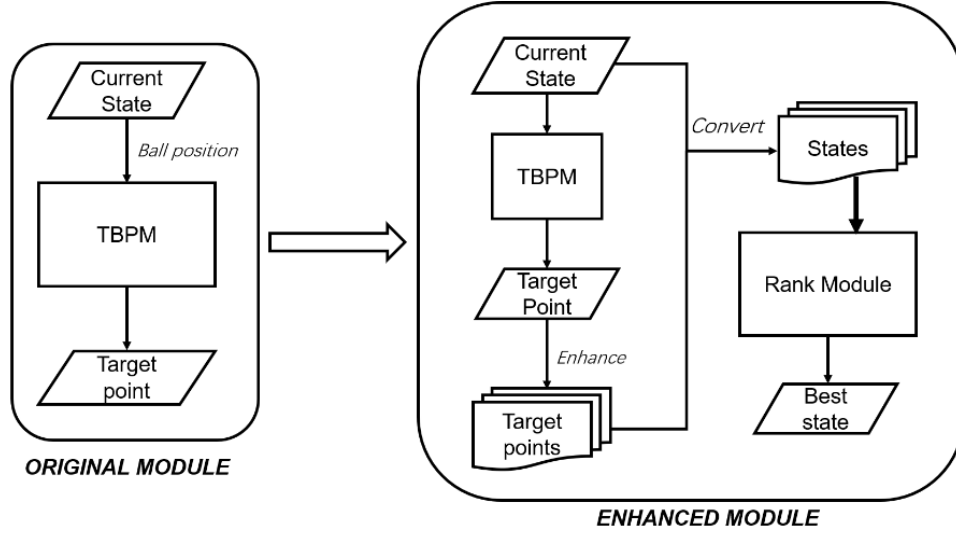 Current
State
Ball position
TBPM
Target
point
ORIGINAL MODULE
Current
State
TBPM
Target
Point
Enhance
Target
points
Convert
States
Rank Module
Best
state
ENHANCED MODULE